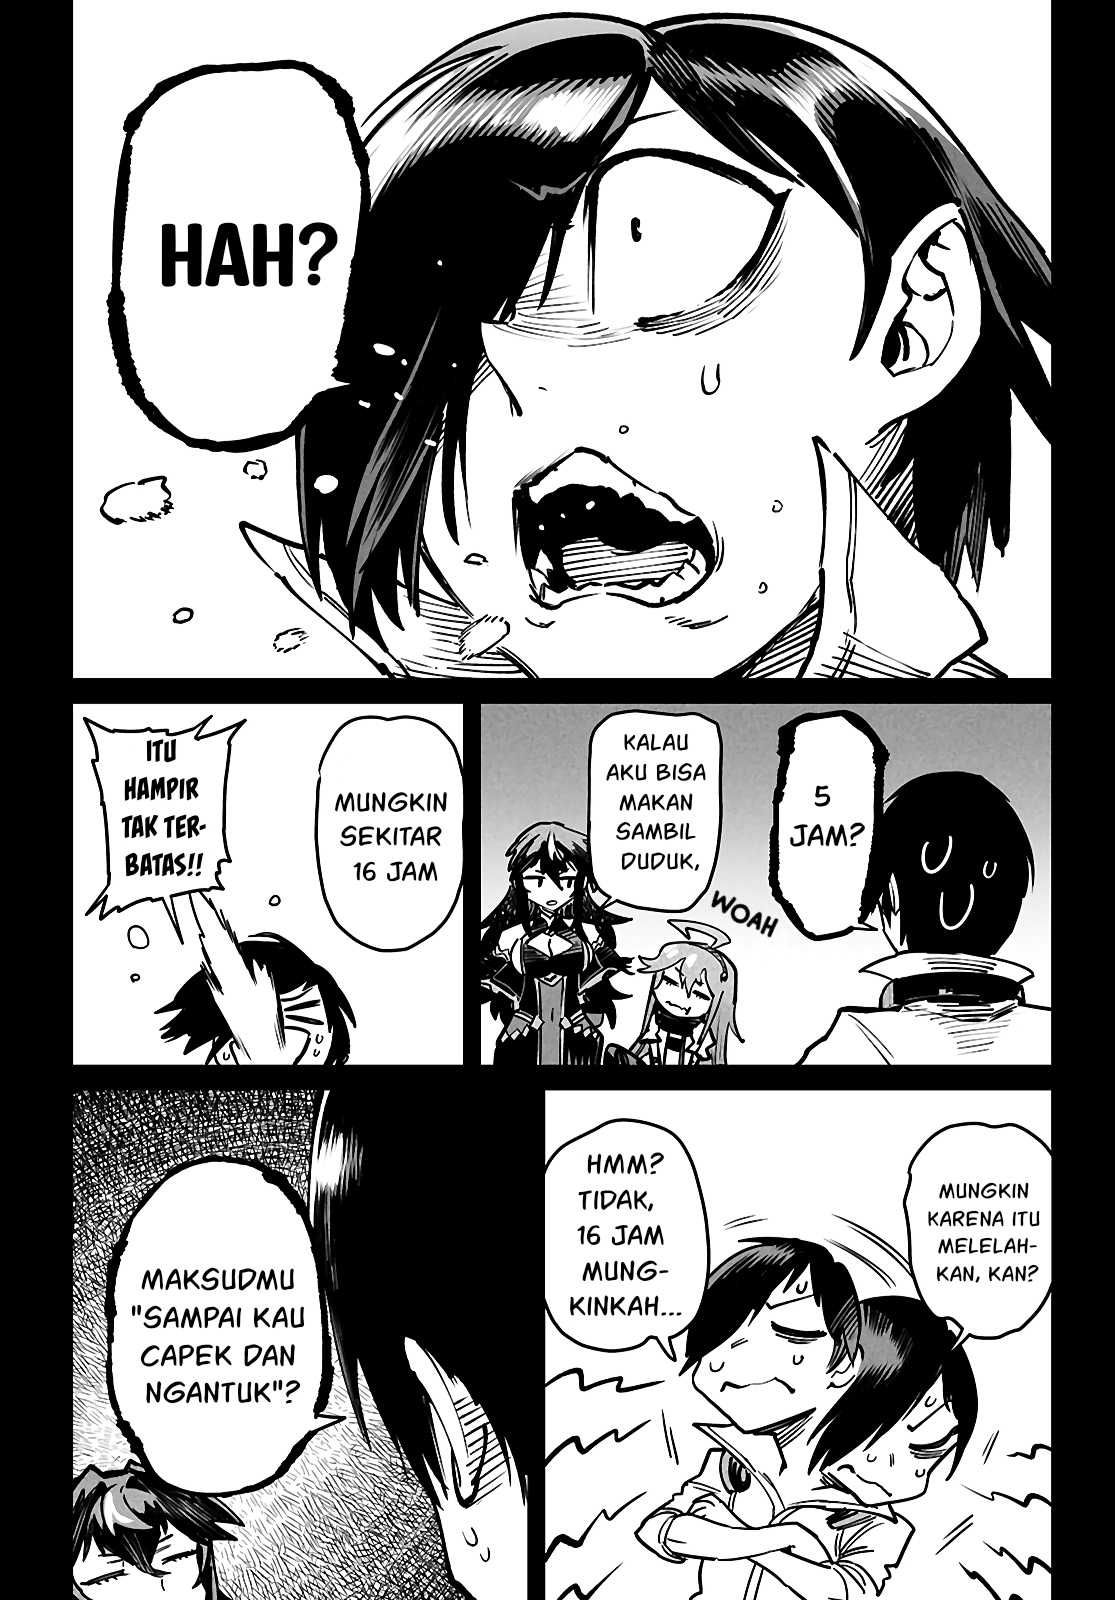 HAH?
5
JAM?
KALAU
AKU BISA
MAKAN
SAMBIL
DUDUK,
WOAH
MUNGKIN
SEKITAR
16 JAM
ITU
HAMPIR
TAK TER-
BATAS!!
MUNGKIN
KARENA ITU
MELELAH-
KAN, KAN?
HMM?
TIDAK,
16 JAM
MUNG-
KINKAH...
MAKSUDMU
"SAMPAI KAU
CAPEK DAN
NGANTUK"?